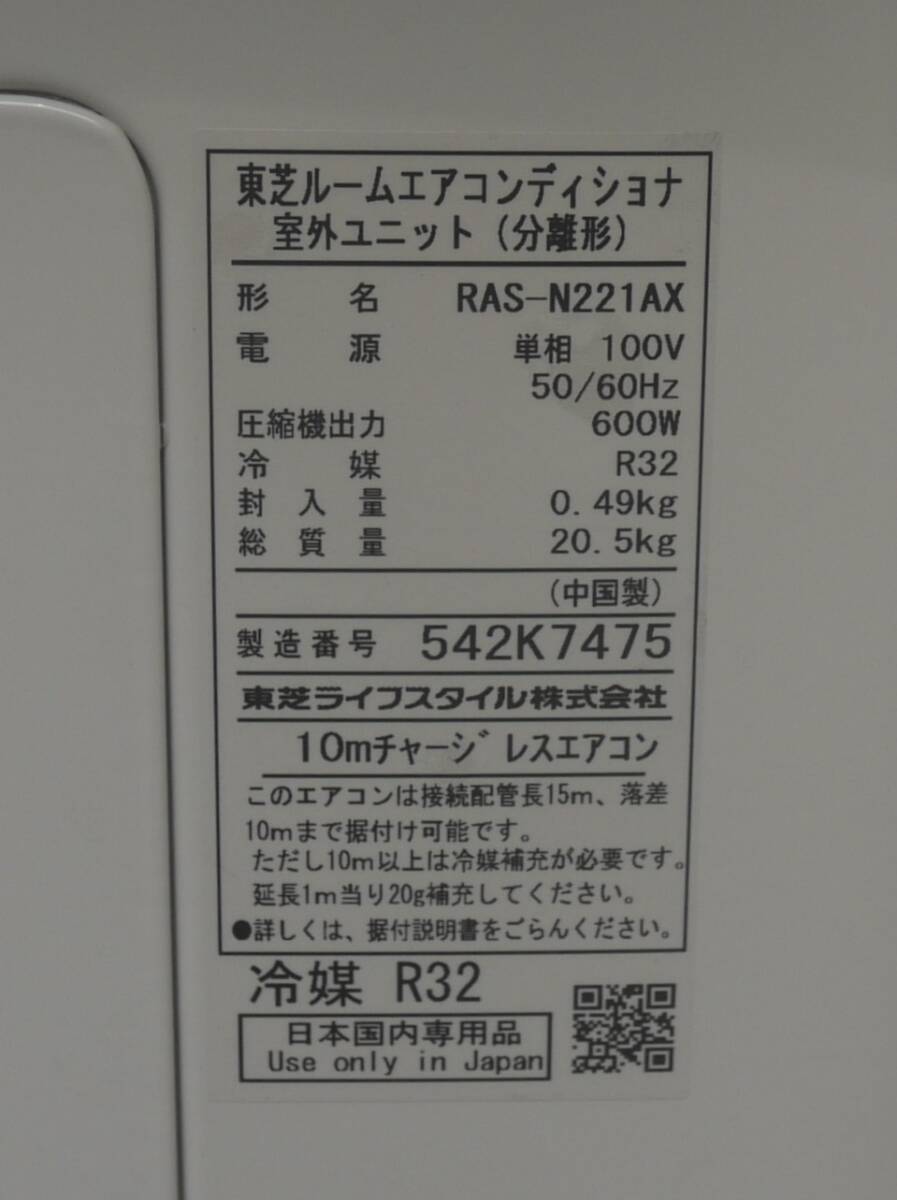 東芝ルームエアコンディショナ
室外ユニット（分離形）
形名 RAS-N221AX
電源 単相 100V
50/60Hz
圧縮機出力 600W
冷媒 R32
封入量 0.49kg
総質量 20.5kg
（中国製）
製造番号 542K7475
東芝ライフスタイル株式会社
10mチャージレスエアコン
このエアコンは接続配管長15m、落差
10mまで据付け可能です。
ただし10m以上は冷媒補充が必要です。
延長1m当り20g補充してください。
●詳しくは、据付説明書をごらんください。
冷媒 R32
日本国内専用品
Use only in Japan